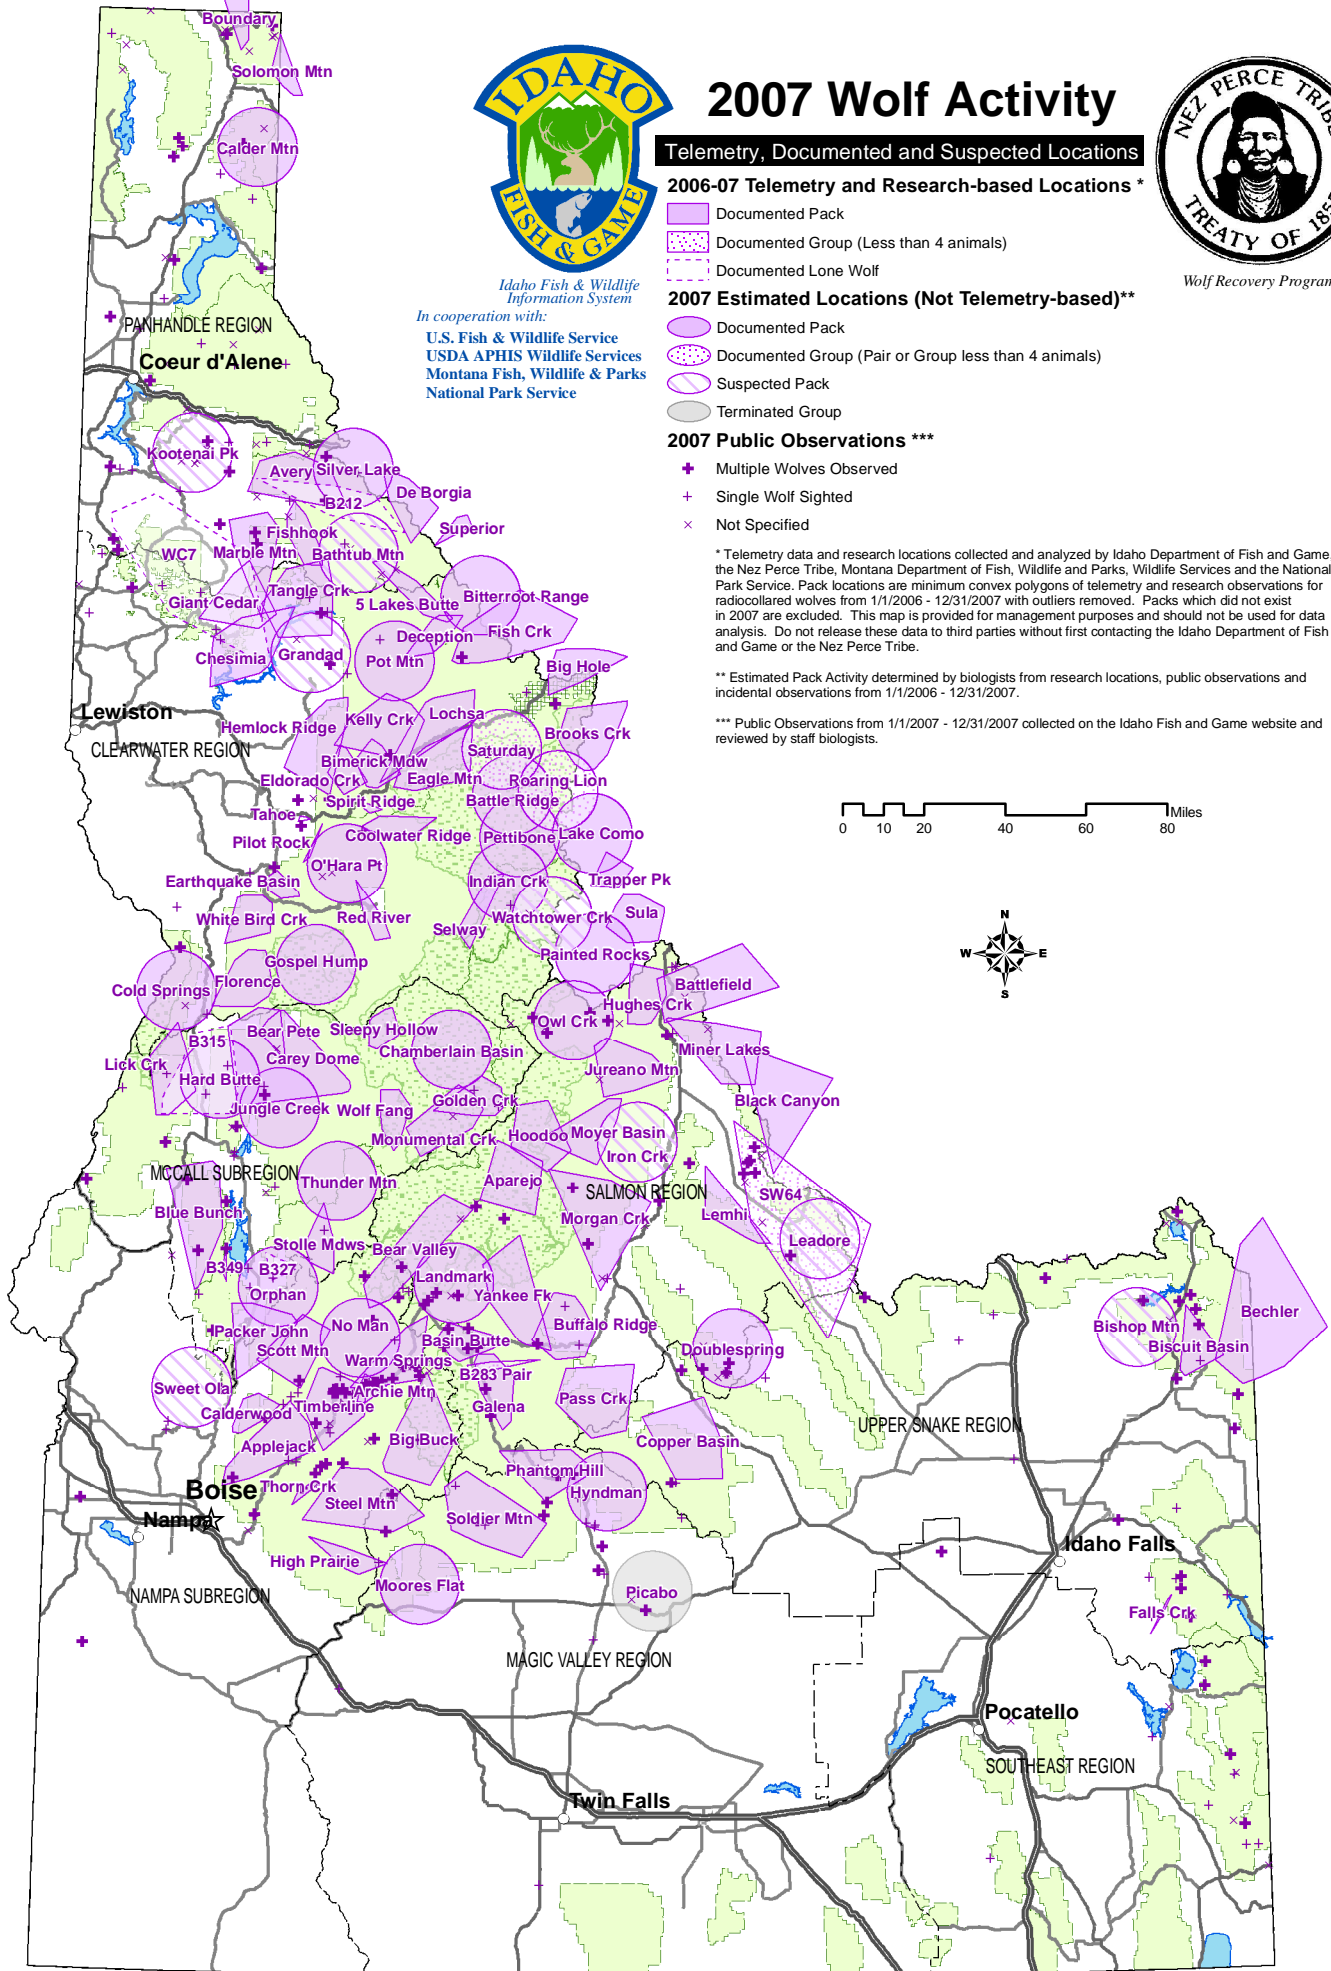 2007 Wolf Activity
Telemetry, Documented and Suspected Locations
IDAHO
FISH & GAME
Idaho Fish & Wildlife
Information System
In cooperation with:
U.S. Fish & Wildlife Service
USDA APHIS Wildlife Services
Montana Fish, Wildlife & Parks
National Park Service
NEZ PERCE TRIBE
TREATY OF 185
Wolf Recovery Program
2006-07 Telemetry and Research-based Locations *
Documented Pack
Documented Group (Less than 4 animals)
Documented Lone Wolf
2007 Estimated Locations (Not Telemetry-based)**
Documented Pack
Documented Group (Pair or Group less than 4 animals)
Suspected Pack
Terminated Group
2007 Public Observations ***
Multiple Wolves Observed
Single Wolf Sighted
Not Specified
* Telemetry data and research locations collected and analyzed by Idaho Department of Fish and Game
the Nez Perce Tribe, Montana Department of Fish, Wildlife and Parks, Wildlife Services and the National
Park Service. Pack locations are minimum convex polygons of telemetry and research observations for
radiocollared wolves from 1/1/2006 - 12/31/2007 with outliers removed. Packs which did not exist
in 2007 are excluded. This map is provided for management purposes and should not be used for data
analysis. Do not release these data to third parties without first contacting the Idaho Department of Fish
and Game or the Nez Perce Tribe.
** Estimated Pack Activity determined by biologists from research locations, public observations and
incidental observations from 1/1/2006 - 12/31/2007.
*** Public Observations from 1/1/2007 - 12/31/2007 collected on the Idaho Fish and Game website and
reviewed by staff biologists.
0 10 20 40 60 80 Miles
N
W E
S
Boundary
Solomon Mtn
Calder Mtn
PANHANDLE REGION
Coeur d'Alene
Kootenai Pk
Avery
Silver Lake
B212
De Borgia
Superior
Fishhook
WC7
Marble Mtn
Bathtub Mtn
Tangle Crk
Giant Cedar
5 Lakes Butte
Bitterroot Range
Deception
Fish Crk
Chesimia
Grandad
Pot Mtn
Big Hole
Lewiston
CLEARWATER REGION
Hemlock Ridge
Kelly Crk
Lochsa
Brooks Crk
Saturday
Bimerick Mdw
Eldorado Crk
Eagle Mtn
Roaring Lion
Spirit Ridge
Battle Ridge
Tahoe
Pilot Rock
Coolwater Ridge
Pettibone
Lake Como
O'Hara Pt
Earthquake Basin
Indian Crk
Trapper Pk
White Bird Crk
Red River
Selway
Watchtower Crk
Sula
Painted Rocks
Gospel Hump
Florence
Cold Springs
Battlefield
Hughes Crk
Owl Crk
Bear Pete
Sleepy Hollow
B315
Carey Dome
Chamberlain Basin
Miner Lakes
Lick Crk
Hard Butte
Jureano Mtn
Jungle Creek
Wolf Fang
Golden Crk
Black Canyon
Monumental Crk
Hoodoo
Moyer Basin
Iron Crk
MCCALL SUBREGION
Thunder Mtn
Aparejo
SALMON REGION
SW64
Blue Bunch
Morgan Crk
Lemhi
Leadore
Stolle Mdws
Bear Valley
B349
B327
Orphan
Landmark
Yankee Fk
Bechler
Bishop Mtn
Biscuit Basin
Packer John
No Man
Buffalo Ridge
Scott Mtn
Basin Butte
Doublespring
Warm Springs
B283 Pair
Sweet Ola
Archie Mtn
Timberline
Calderwood
Galena
Pass Crk
UPPER SNAKE REGION
Applejack
Big Buck
Copper Basin
Boise
Thorn Crk
Phantom Hill
Hyndman
Nampa
Steel Mtn
Soldier Mtn
Idaho Falls
High Prairie
Moores Flat
Picabo
NAMPA SUBREGION
Falls Crk
MAGIC VALLEY REGION
Pocatello
SOUTHEAST REGION
Twin Falls